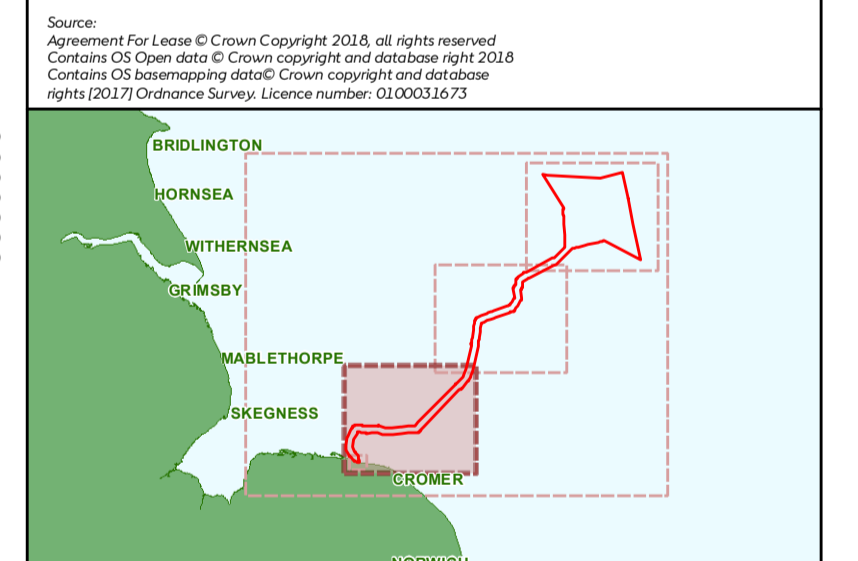 Source:
Agreement For Lease © Crown Copyright 2018, all rights reserved
Contains OS Open data © Crown copyright and database right 2018
Contains OS basemapping data© Crown copyright and database
rights [2017] Ordnance Survey. Licence number: 0100031673
BRIDLINGTON
HORNSEA
WITHERNSEA
GRIMSBY
MABLETHORPE
SKEGNESS
CROMER
NORWICH